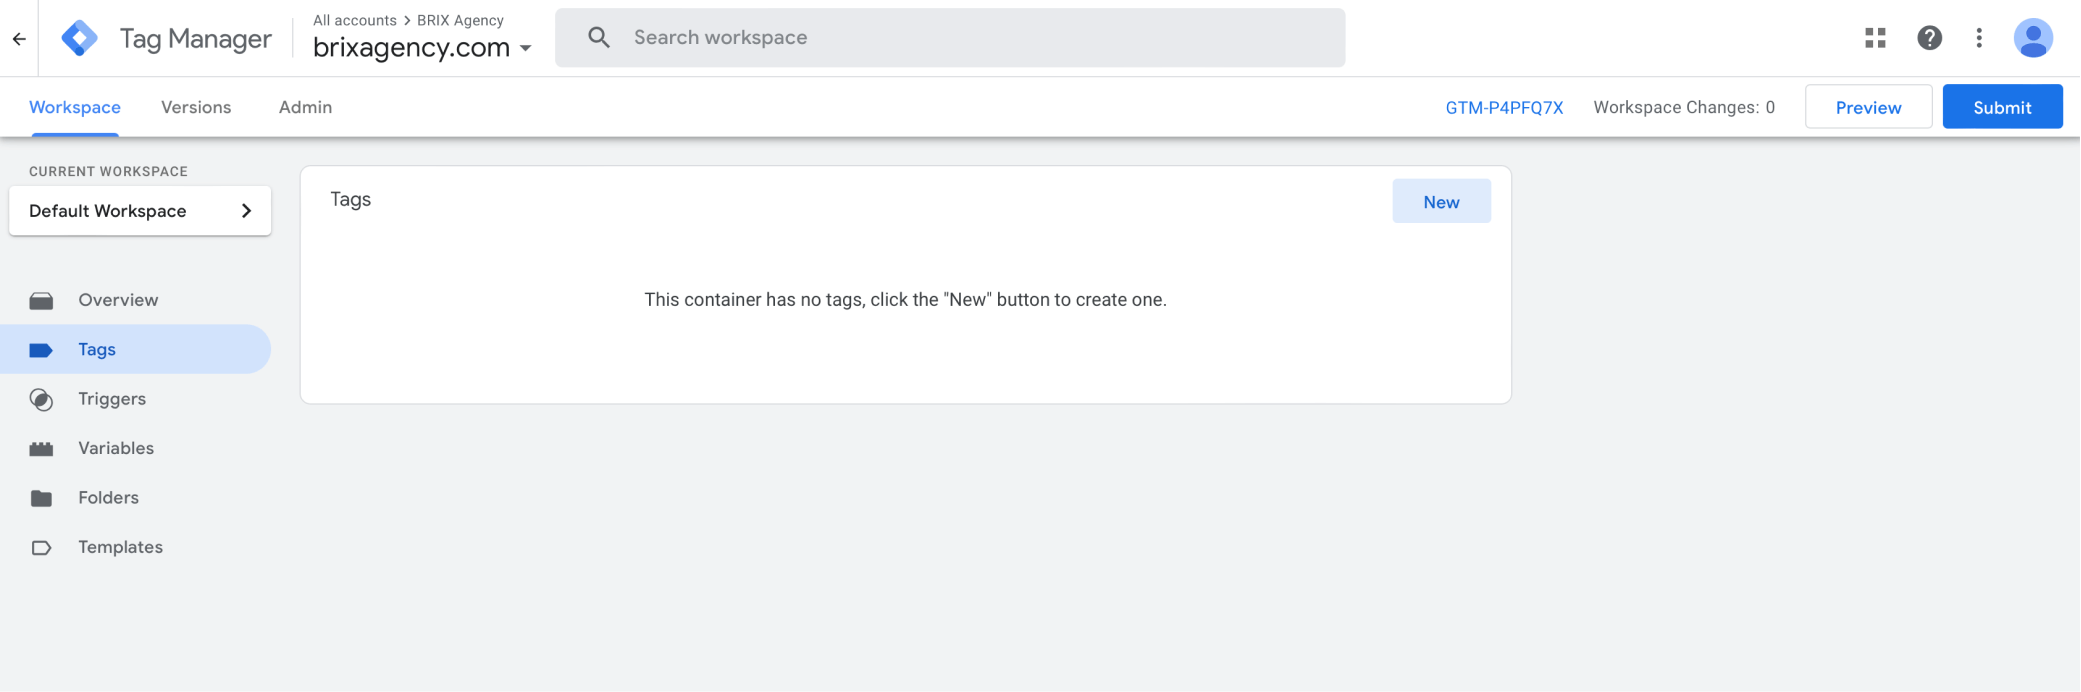 Tag Manager
All accounts > BRIX Agency
brixagency.com
Search workspace
Workspace Versions Admin
GTM-P4PFQ7X Workspace Changes: 0 Preview Submit
CURRENT WORKSPACE
Default Workspace
Overview
Tags
Triggers
Variables
Folders
Templates
Tags
New
This container has no tags, click the "New" button to create one.